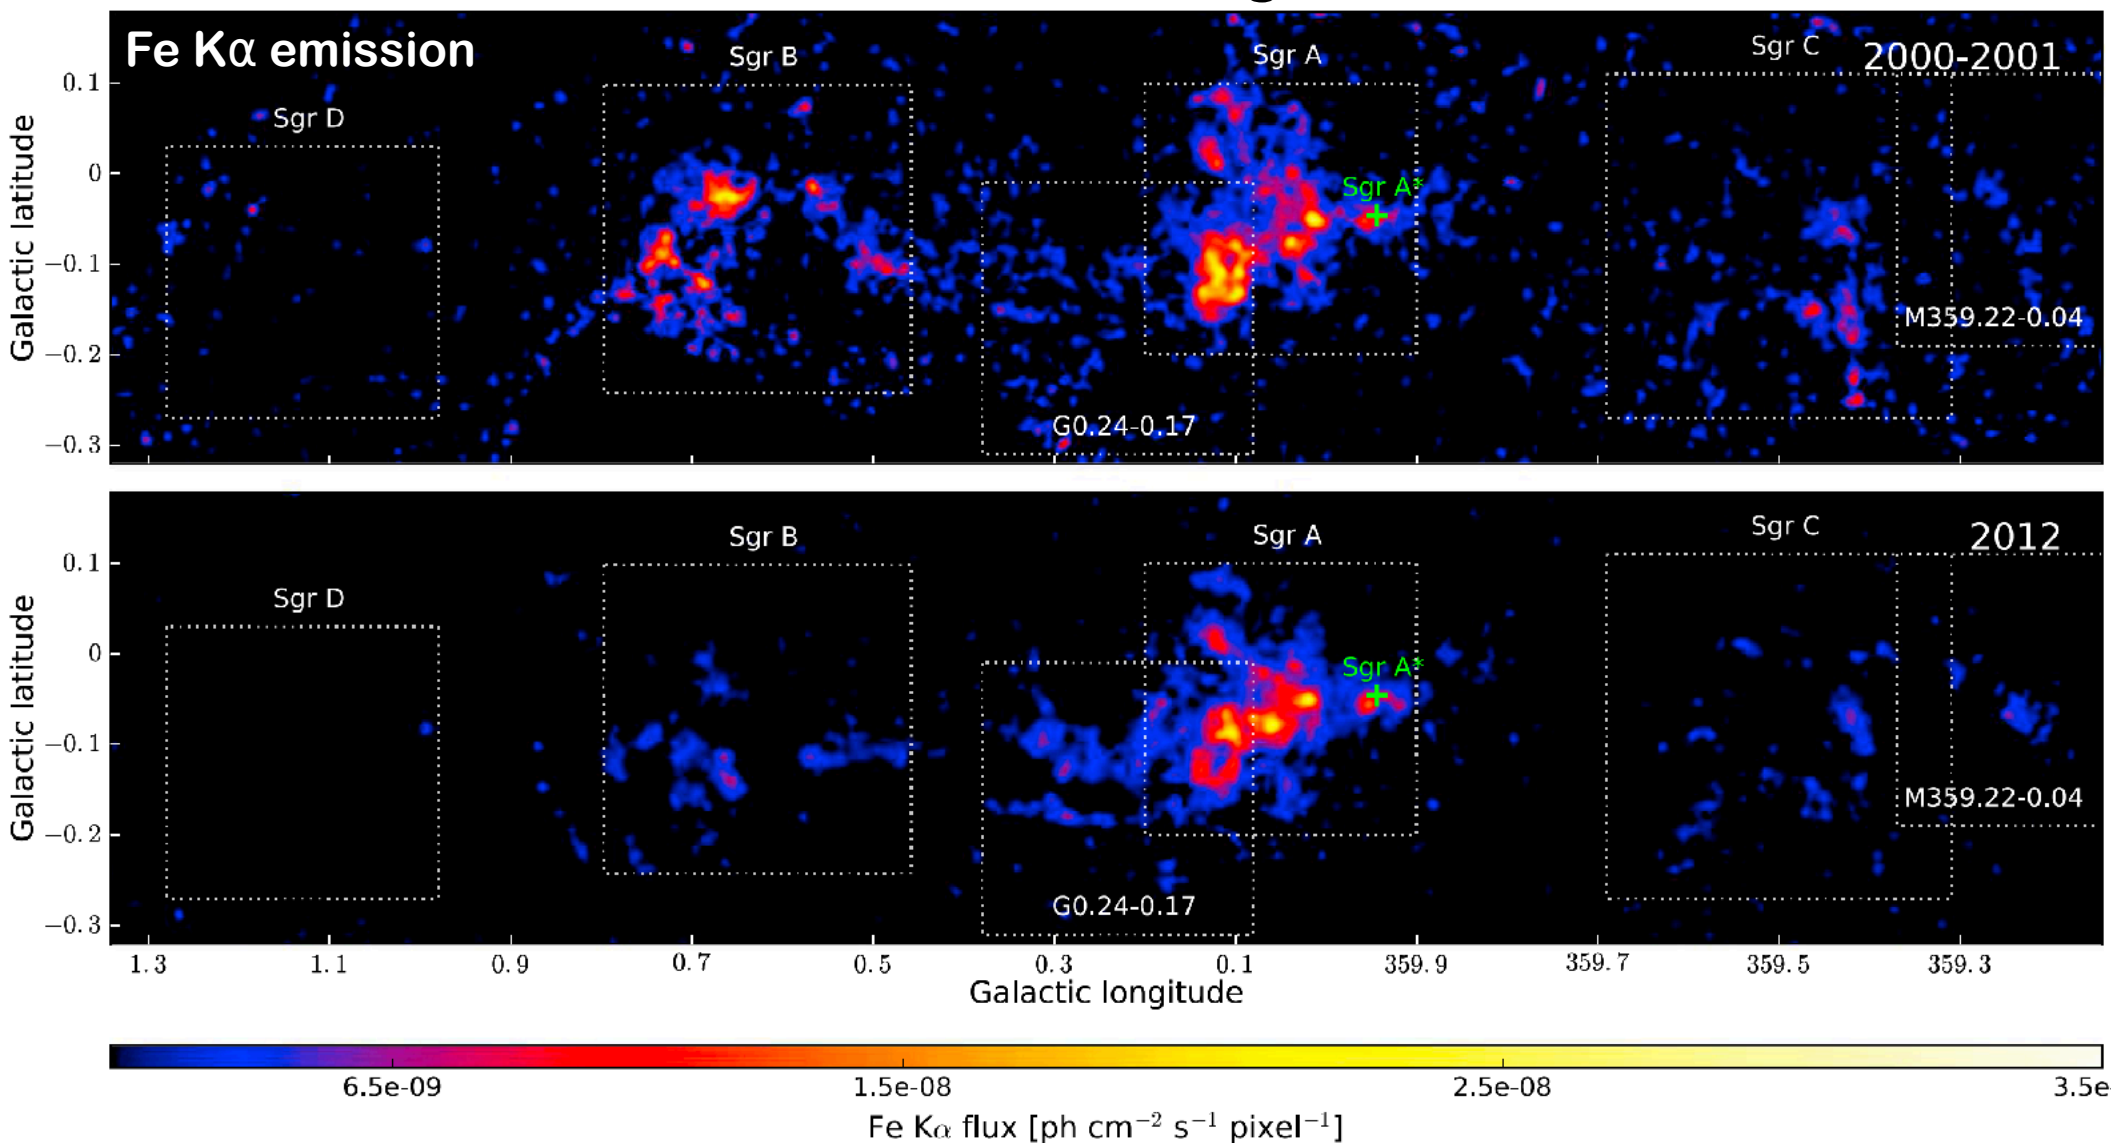 Fe Kα emission
Sgr B
Sgr A
Sgr C
2000-2001
Sgr D
Sgr A*
M359.22-0.04
G0.24-0.17
Galactic latitude
0.1
0
−0.1
−0.2
−0.3
Sgr B
Sgr A
Sgr C
2012
Sgr D
Sgr A*
M359.22-0.04
G0.24-0.17
Galactic latitude
0.1
0
−0.1
−0.2
−0.3
1.3 1.1 0.9 0.7 0.5 0.3 0.1 359.9 359.7 359.5 359.3
Galactic longitude
6.5e-09 1.5e-08 2.5e-08 3.5e-
Fe Kα flux [ph cm⁻² s⁻¹ pixel⁻¹]